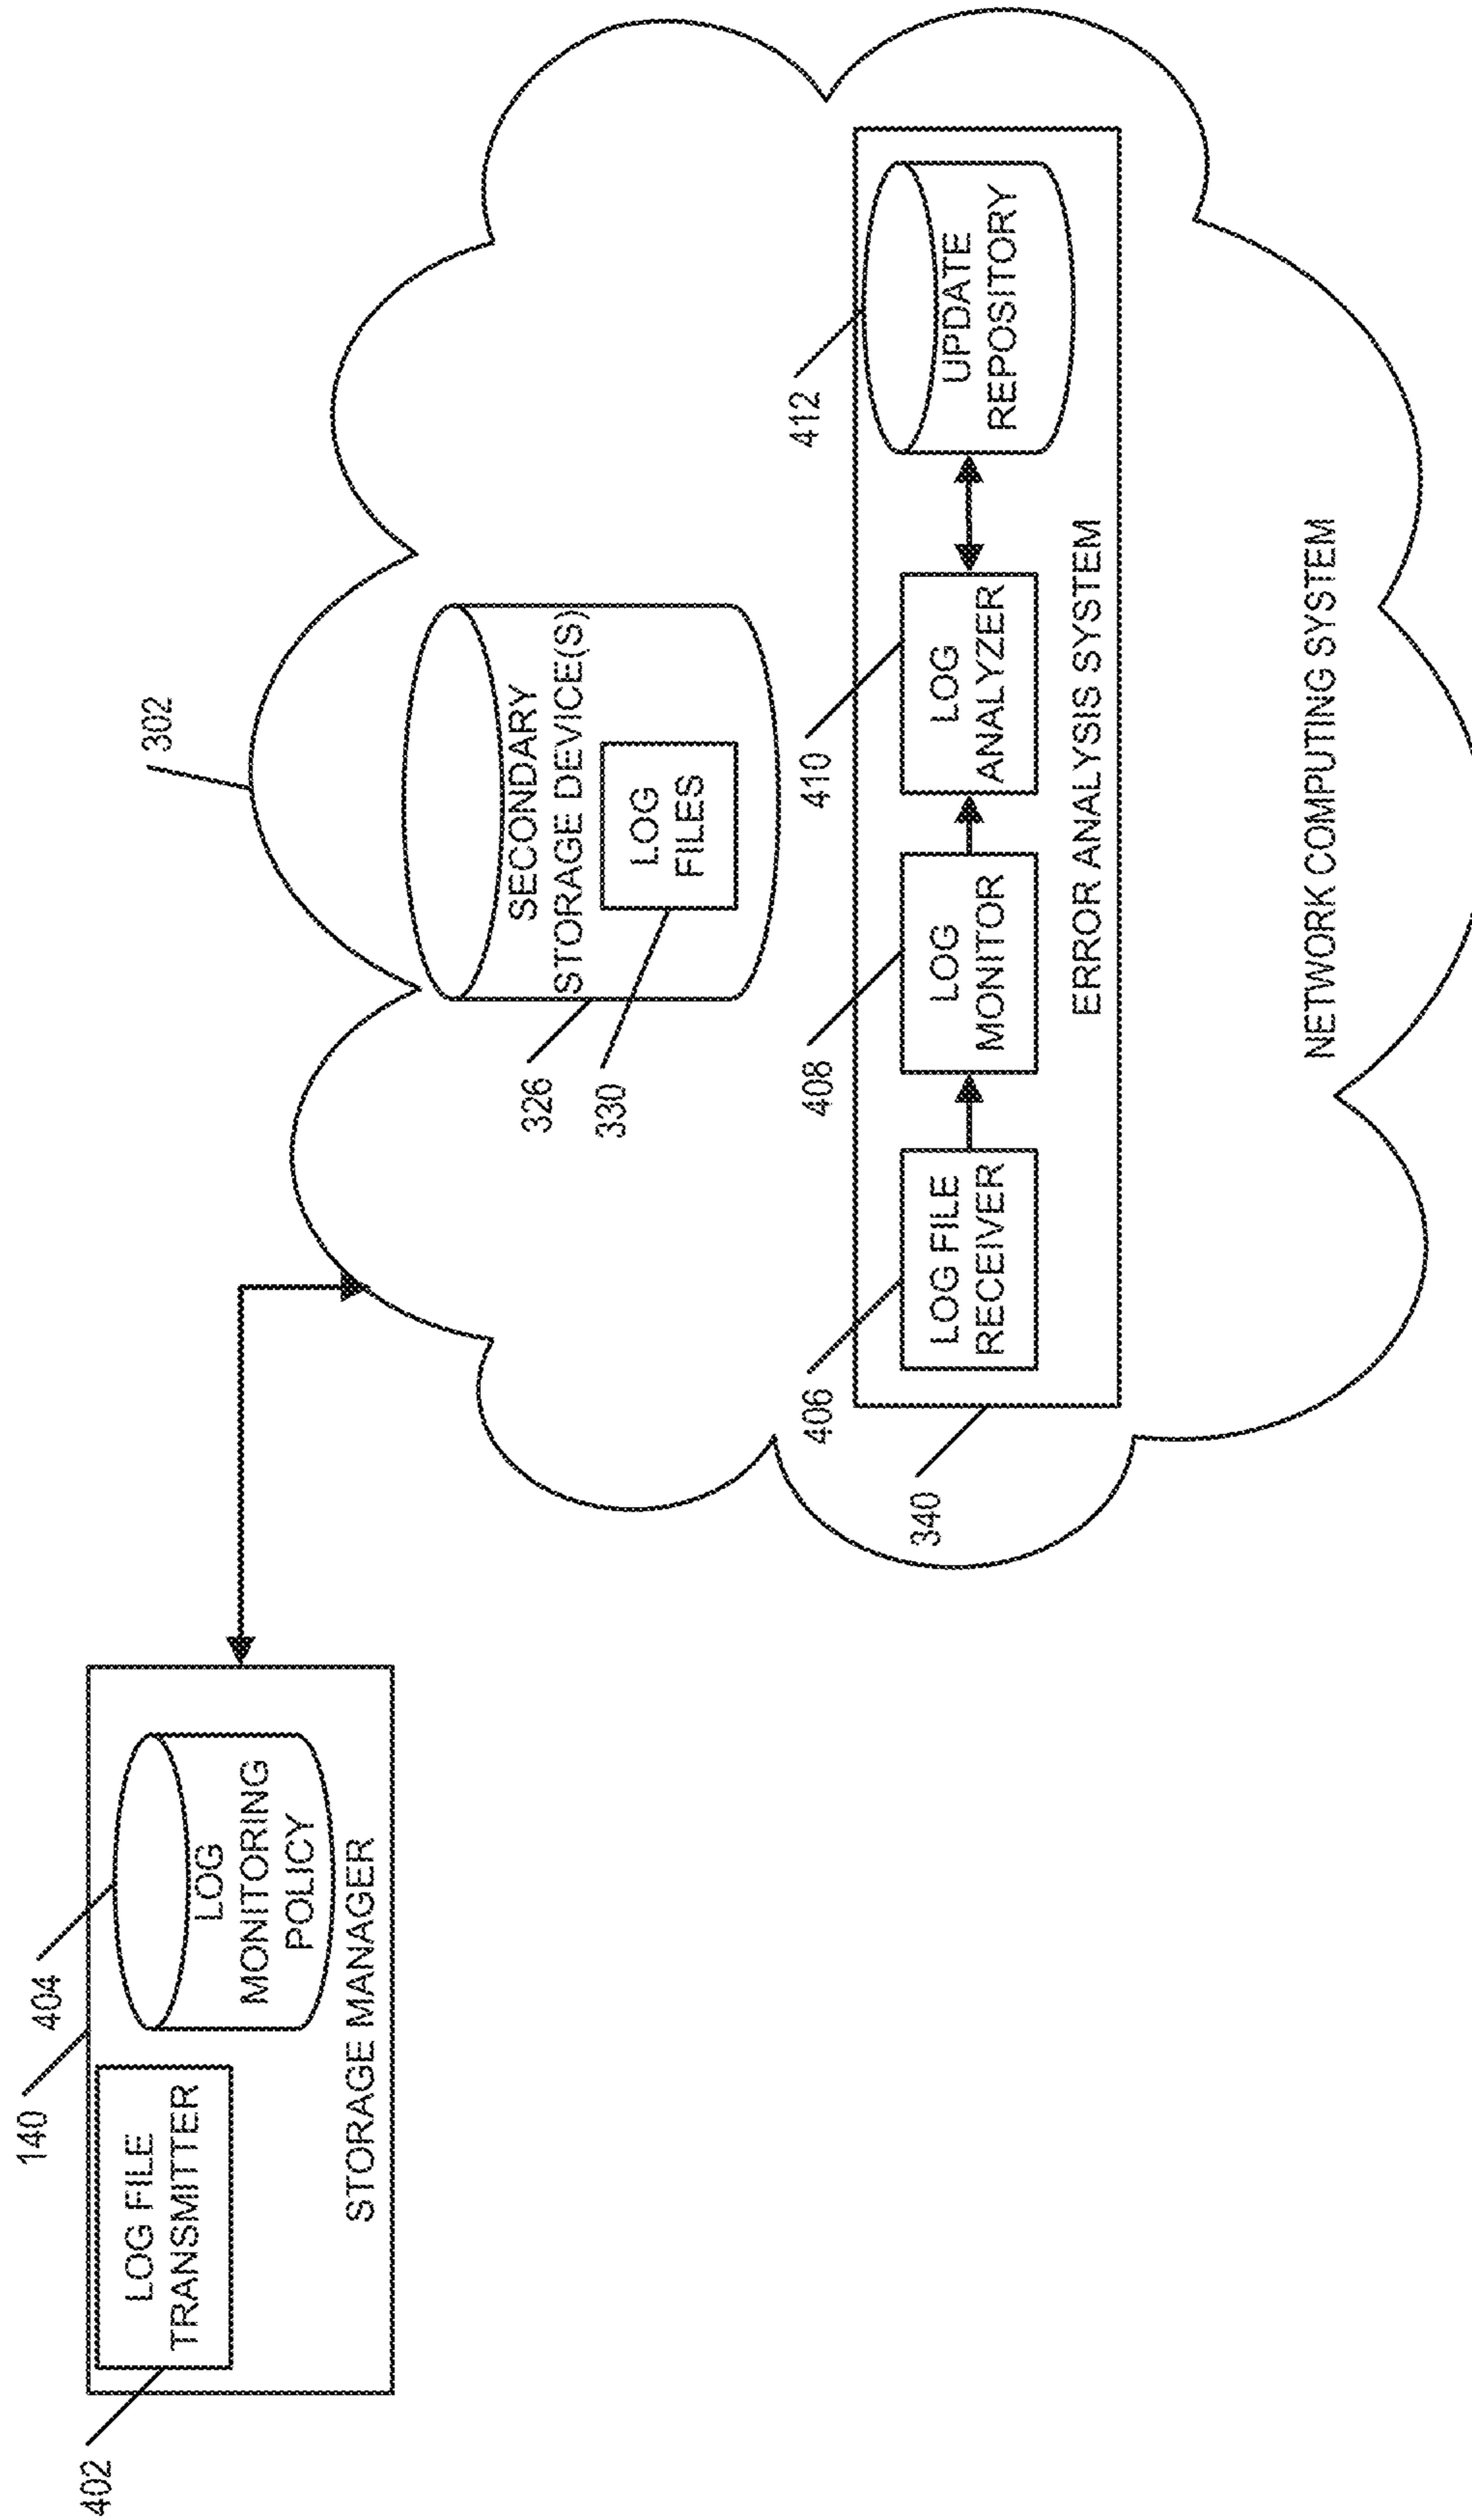 402
140
404
LOG FILE
TRANSMITTER
LOG
MONITORING
POLICY
STORAGE MANAGER
302
SECONDARY
STORAGE DEVICE(S)
LOG
FILES
326
330
340
406
408
410
412
LOG FILE
RECEIVER
LOG
MONITOR
LOG
ANALYZER
UPDATE
REPOSITORY
ERROR ANALYSIS SYSTEM
NETWORK COMPUTING SYSTEM